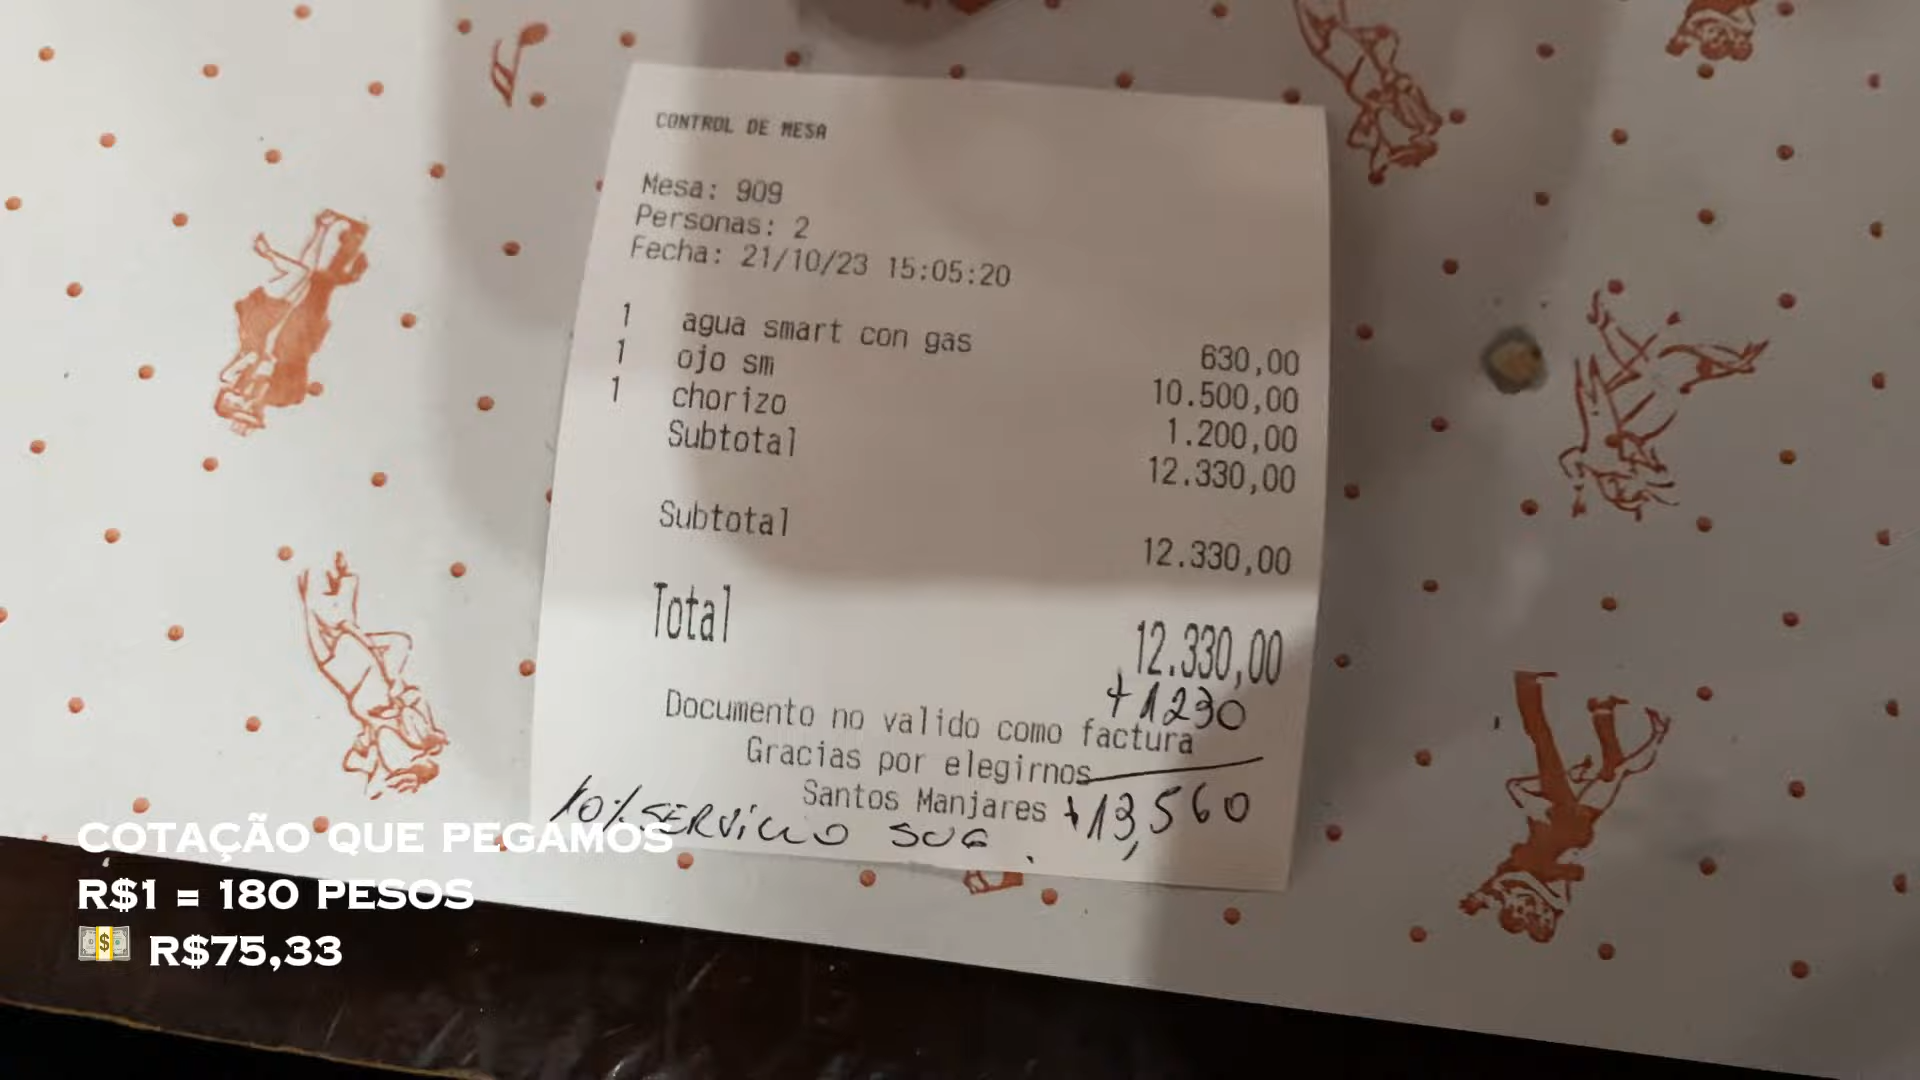 CONTROL DE MESA
Mesa: 909
Personas: 2
Fecha: 21/10/23 15:05:20
1 agua smart con gas 630,00
1 ojo sm 10.500,00
1 chorizo 1.200,00
Subtotal 12.330,00
Subtotal 12.330,00
Total 12.330,00
+1230
Documento no valido como factura
Gracias por elegirnos
Santos Manjares
+13,560
10% SERVICIO SUG.
COTAÇÃO QUE PEGAMOS
R$1 = 180 PESOS
💵 R$75,33